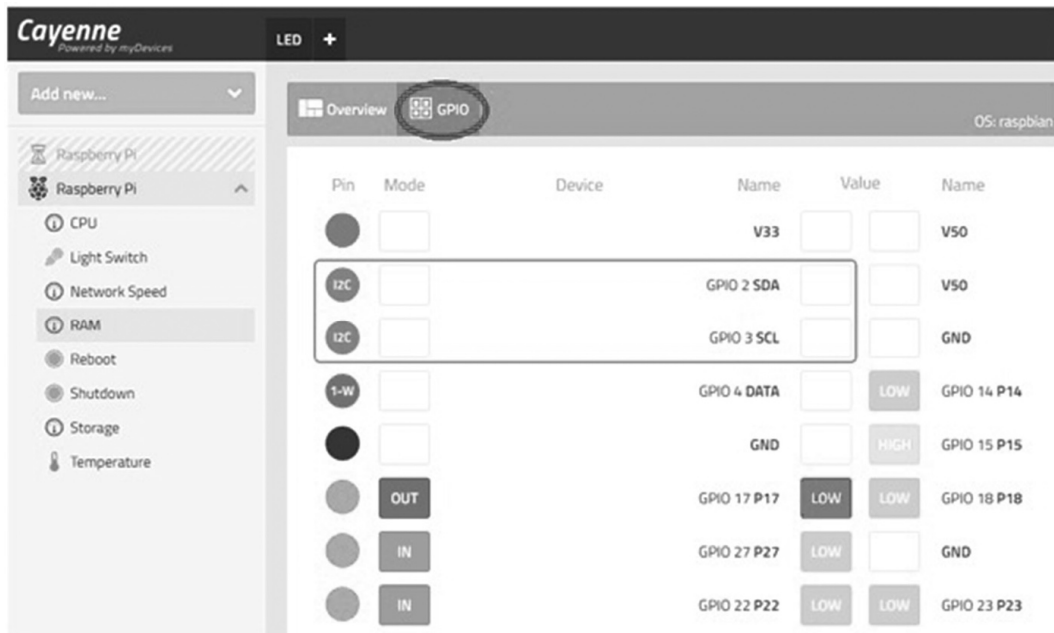 Cayenne
Powered by myDevices
LED +
Add new...
Overview
GPIO
OS: raspbian
Raspberry Pi
Raspberry Pi
CPU
Light Switch
Network Speed
RAM
Reboot
Shutdown
Storage
Temperature
Pin Mode Device Name Value Name
V33 V50
I2C GPIO 2 SDA V50
I2C GPIO 3 SCL GND
1-W GPIO 4 DATA LOW GPIO 14 P14
GND HIGH GPIO 15 P15
OUT GPIO 17 P17 LOW LOW GPIO 18 P18
IN GPIO 27 P27 LOW GND
IN GPIO 22 P22 LOW LOW GPIO 23 P23